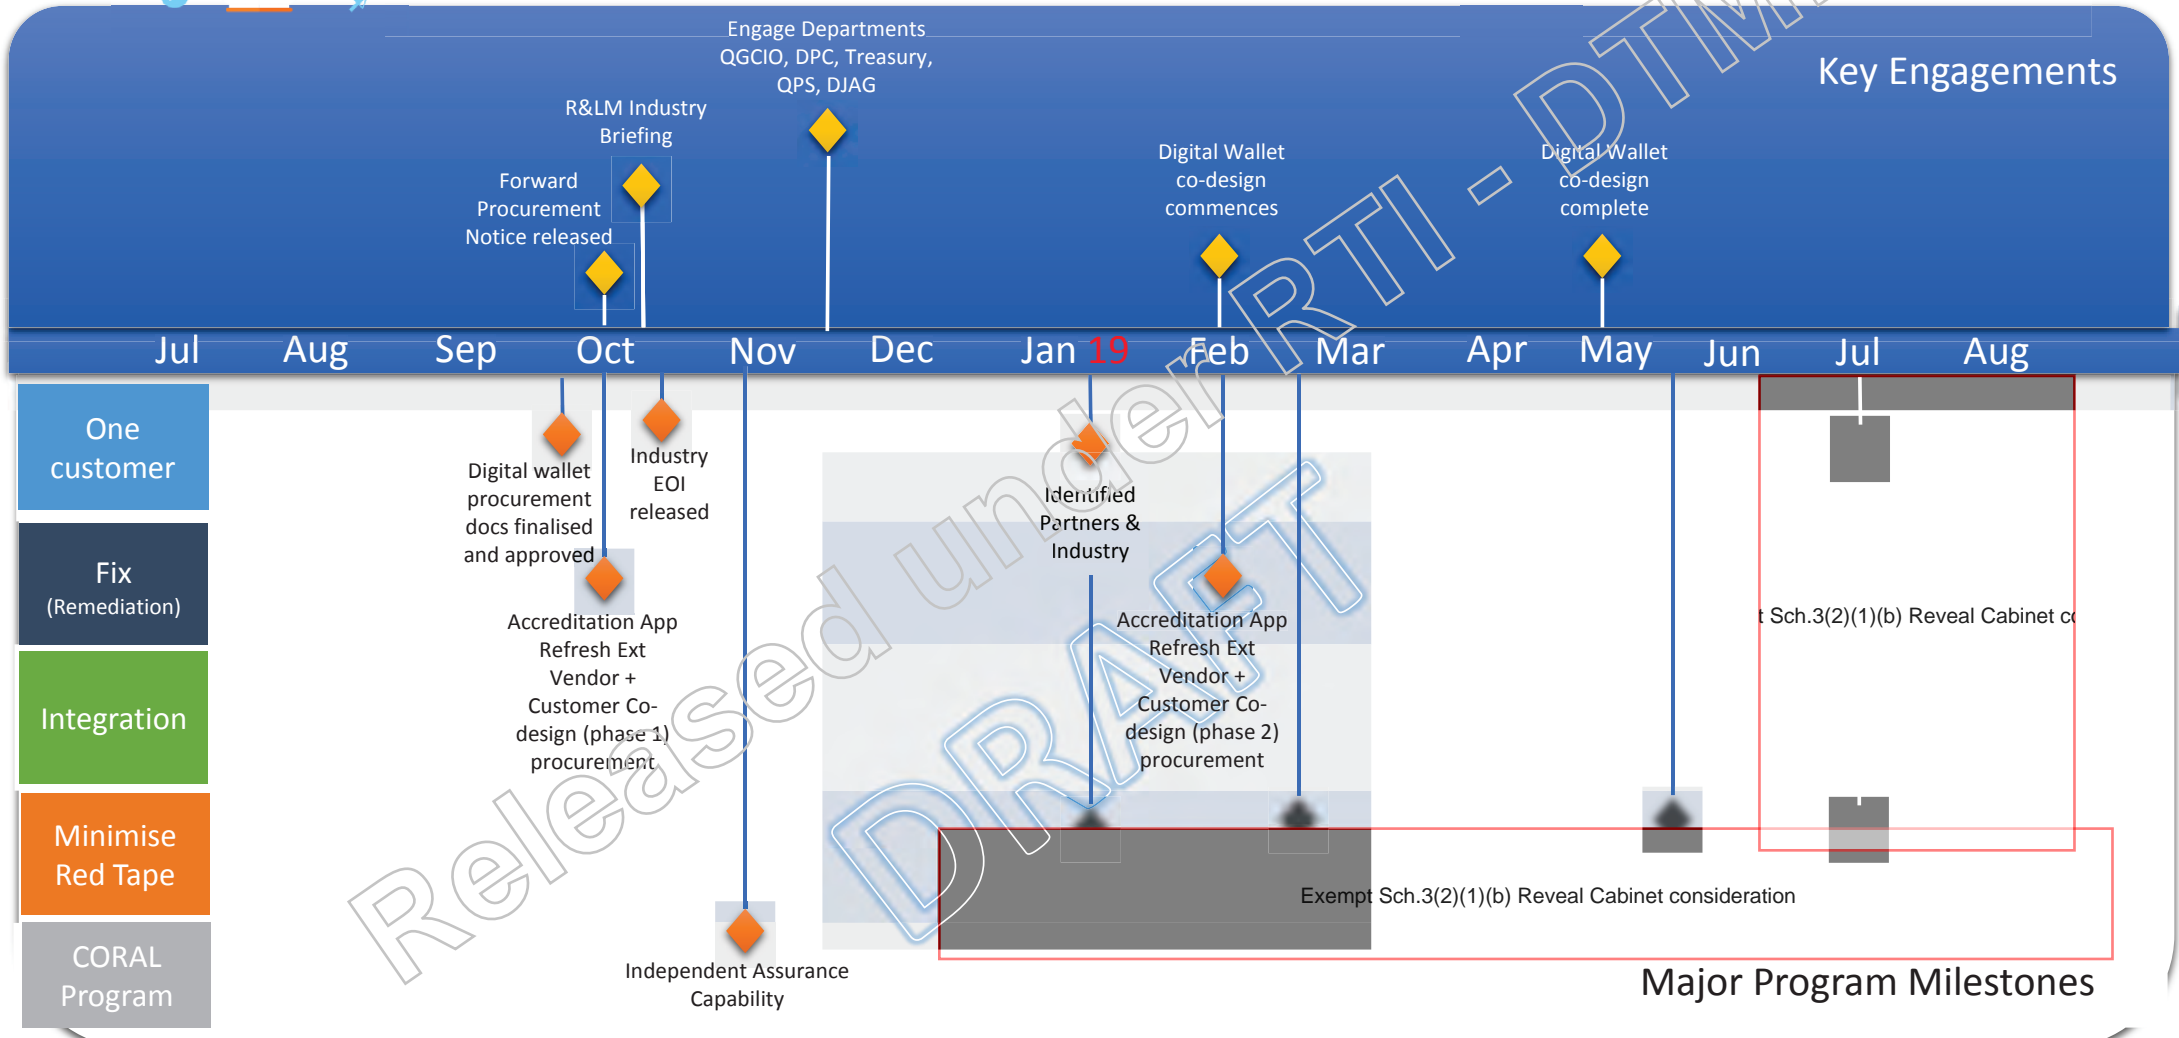 Engage Departments
QGCIO, DPC, Treasury,
QPS, DJAG
Key Engagements
R&LM Industry
Briefing
Forward
Procurement
Notice released
Digital Wallet
co-design
commences
Digital Wallet
co-design
complete
Jul Aug Sep Oct Nov Dec Jan 19 Feb Mar Apr May Jun Jul Aug
One
customer
Digital wallet
procurement
docs finalised
and approved
Industry
EOI
released
Identified
Partners &
Industry
Fix
(Remediation)
Accreditation App
Refresh Ext
Vendor +
Customer Co-
design (phase 1)
procurement
Accreditation App
Refresh Ext
Vendor +
Customer Co-
design (phase 2)
procurement
t Sch.3(2)(1)(b) Reveal Cabinet co
Integration
Minimise
Red Tape
Exempt Sch.3(2)(1)(b) Reveal Cabinet consideration
CORAL
Program
Independent Assurance
Capability
Major Program Milestones
DRAFT
Released under RTI - DTMR